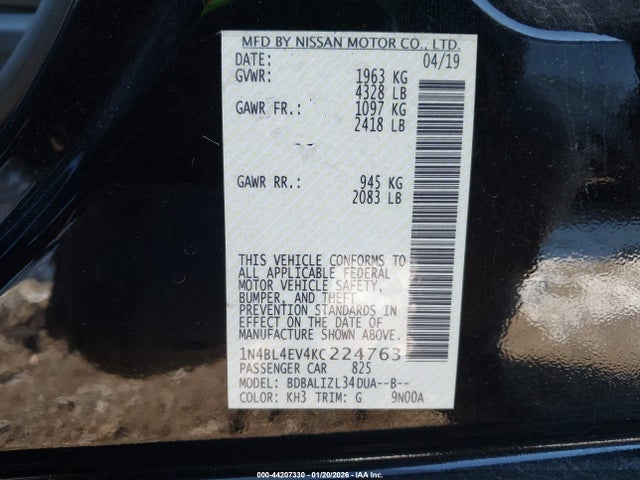 MFD BY NISSAN MOTOR CO., LTD.
DATE: 04/19
GVWR: 1963 KG
4328 LB
GAWR FR.: 1097 KG
2418 LB
GAWR RR.: 945 KG
2083 LB
THIS VEHICLE CONFORMS TO
ALL APPLICABLE FEDERAL
MOTOR VEHICLE SAFETY,
BUMPER, AND THEFT
PREVENTION STANDARDS IN
EFFECT ON THE DATE OF
MANUFACTURE SHOWN ABOVE.
1N4BL4EV4KC224763
PASSENGER CAR 825
MODEL: BDBALIZL34DUA--B--
COLOR: KH3 TRIM: G 9N00A
000-44207330 - 01/20/2026 - IAA Inc.